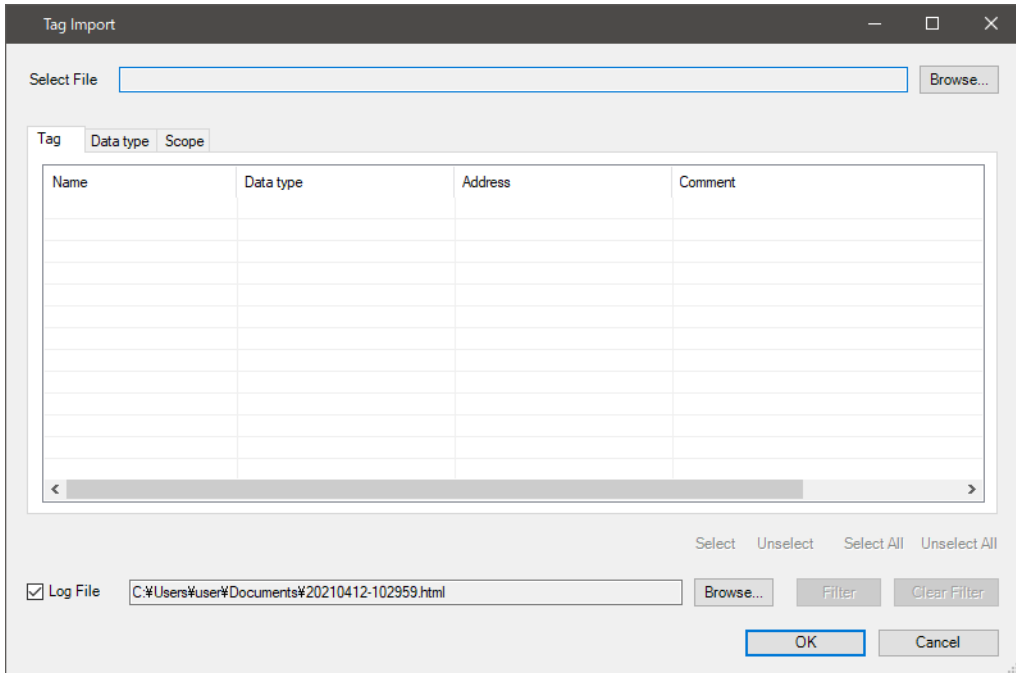 Tag Import
Select File Browse...
Tag Data type Scope
Name Data type Address Comment
Select Unselect Select All Unselect All
Log File C:¥Users¥user¥Documents¥20210412-102959.html Browse... Filter Clear Filter
OK Cancel